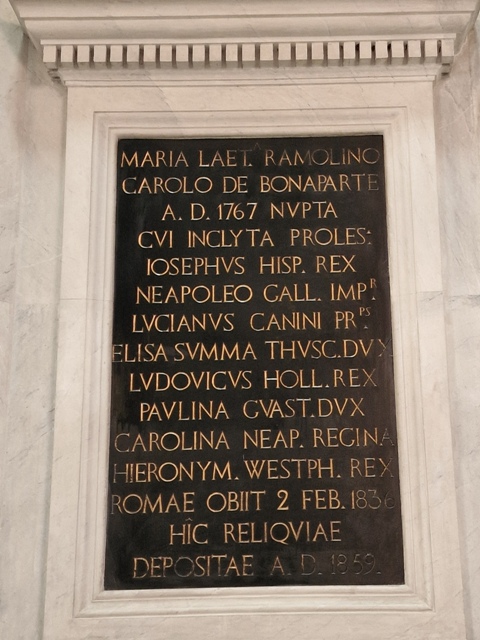 MARIA LAET.^A RAMOLINO
CAROLO DE BONAPARTE
A. D. 1767 NVPTA
CVI INCLYTA PROLES:
IOSEPHVS HISP. REX
NEAPOLEO GALL. IMP.^R
LVCIANVS CANINI PR.^PS
ELISA SVMMA THVSC. DVX
LVDOVICVS HOLL. REX
PAVLINA GVAST. DVX
CAROLINA NEAP. REGINA
HIERONYM. WESTPH. REX
ROMAE OBIIT 2 FEB. 1836
HÎC RELIQVIAE
DEPOSITAE A. D. 1859.